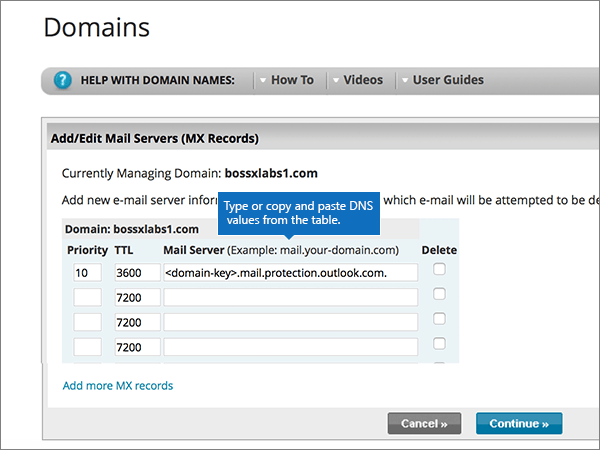 Domains
? HELP WITH DOMAIN NAMES: How To Videos User Guides
Add/Edit Mail Servers (MX Records)
Currently Managing Domain: bossxlabs1.com
Add new e-mail server infor which e-mail will be attempted to be de
Type or copy and paste DNS
values from the table.
Domain: bossxlabs1.com
Priority TTL Mail Server (Example: mail.your-domain.com) Delete
10 3600 <domain-key>.mail.protection.outlook.com.
7200
7200
7200
Add more MX records
Cancel » Continue »